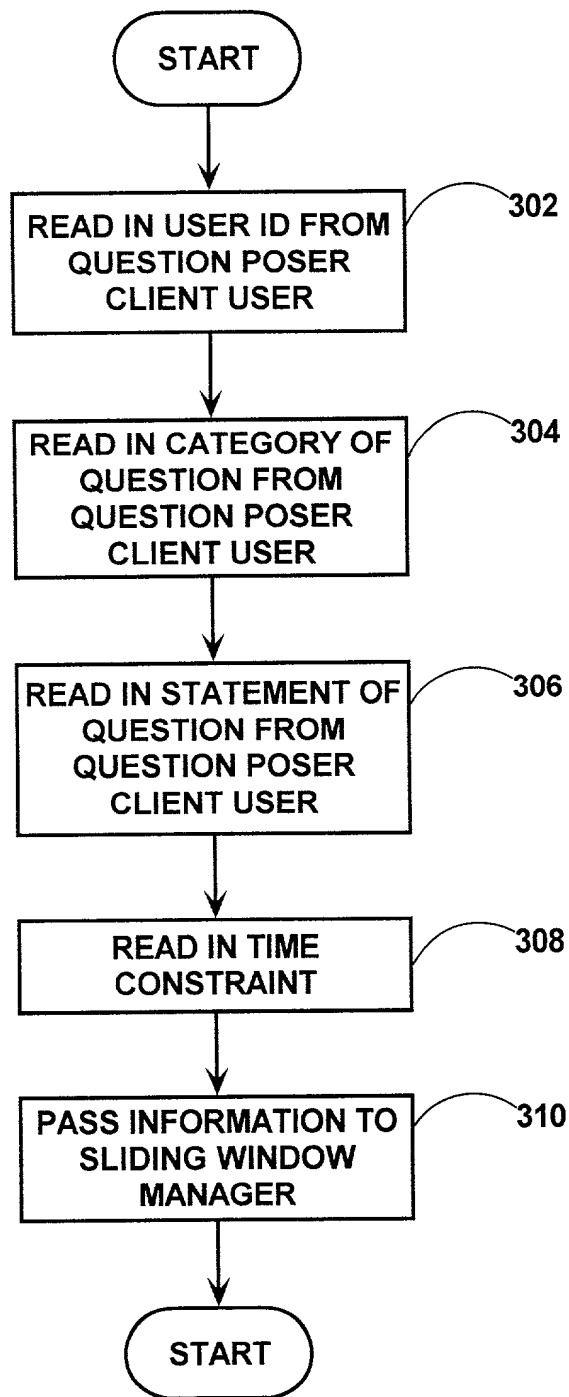 START
302
READ IN USER ID FROM
QUESTION POSER
CLIENT USER
304
READ IN CATEGORY OF
QUESTION FROM
QUESTION POSER
CLIENT USER
306
READ IN STATEMENT OF
QUESTION FROM
QUESTION POSER
CLIENT USER
308
READ IN TIME
CONSTRAINT
310
PASS INFORMATION TO
SLIDING WINDOW
MANAGER
START